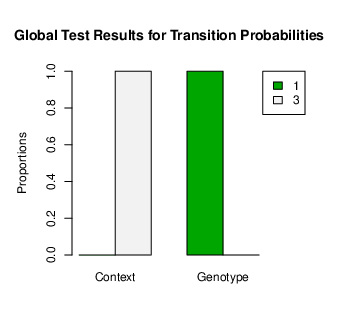 Global Test Results for Transition Probabilities
1
3
Proportions
1.0
0.8
0.6
0.4
0.2
0.0
Context
Genotype